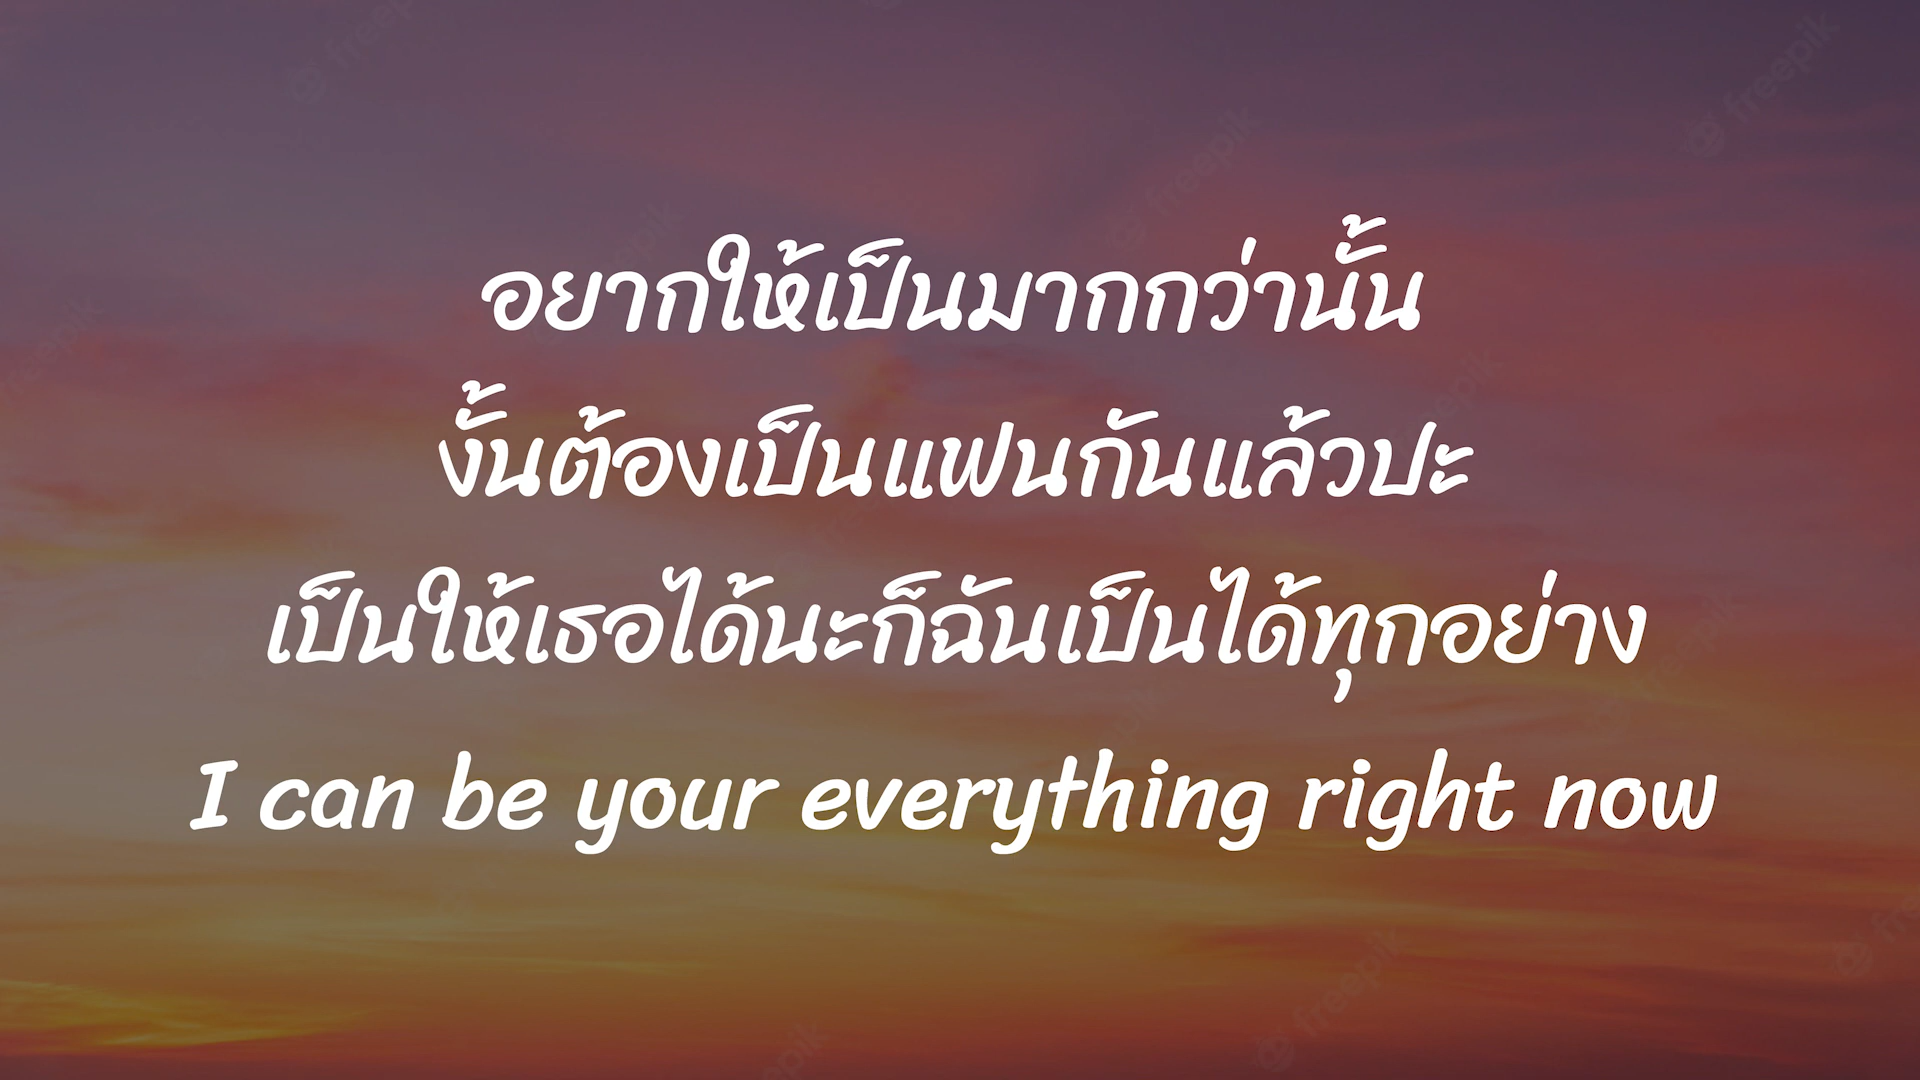 อยากให้เป็นมากกว่านั้น
งั้นต้องเป็นแฟนกันแล้วปะ
เป็นให้เธอได้นะก็ฉันเป็นได้ทุกอย่าง
I can be your everything right now